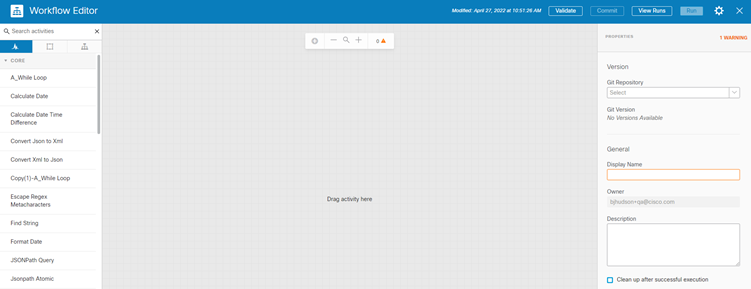 Workflow Editor
Modified: April 27, 2022 at 10:51:26 AM
Validate
Commit
View Runs
Run
Search activities
CORE
A_While Loop
Calculate Date
Calculate Date Time
Difference
Convert Json to Xml
Convert Xml to Json
Copy(1)-A_While Loop
Escape Regex
Metacharacters
Find String
Format Date
JSONPath Query
Jsonpath Atomic
0
Drag activity here
PROPERTIES
1 WARNING
Version
Git Repository
Select
Git Version
No Versions Available
General
Display Name
Owner
bjhudson+qa@cisco.com
Description
Clean up after successful execution